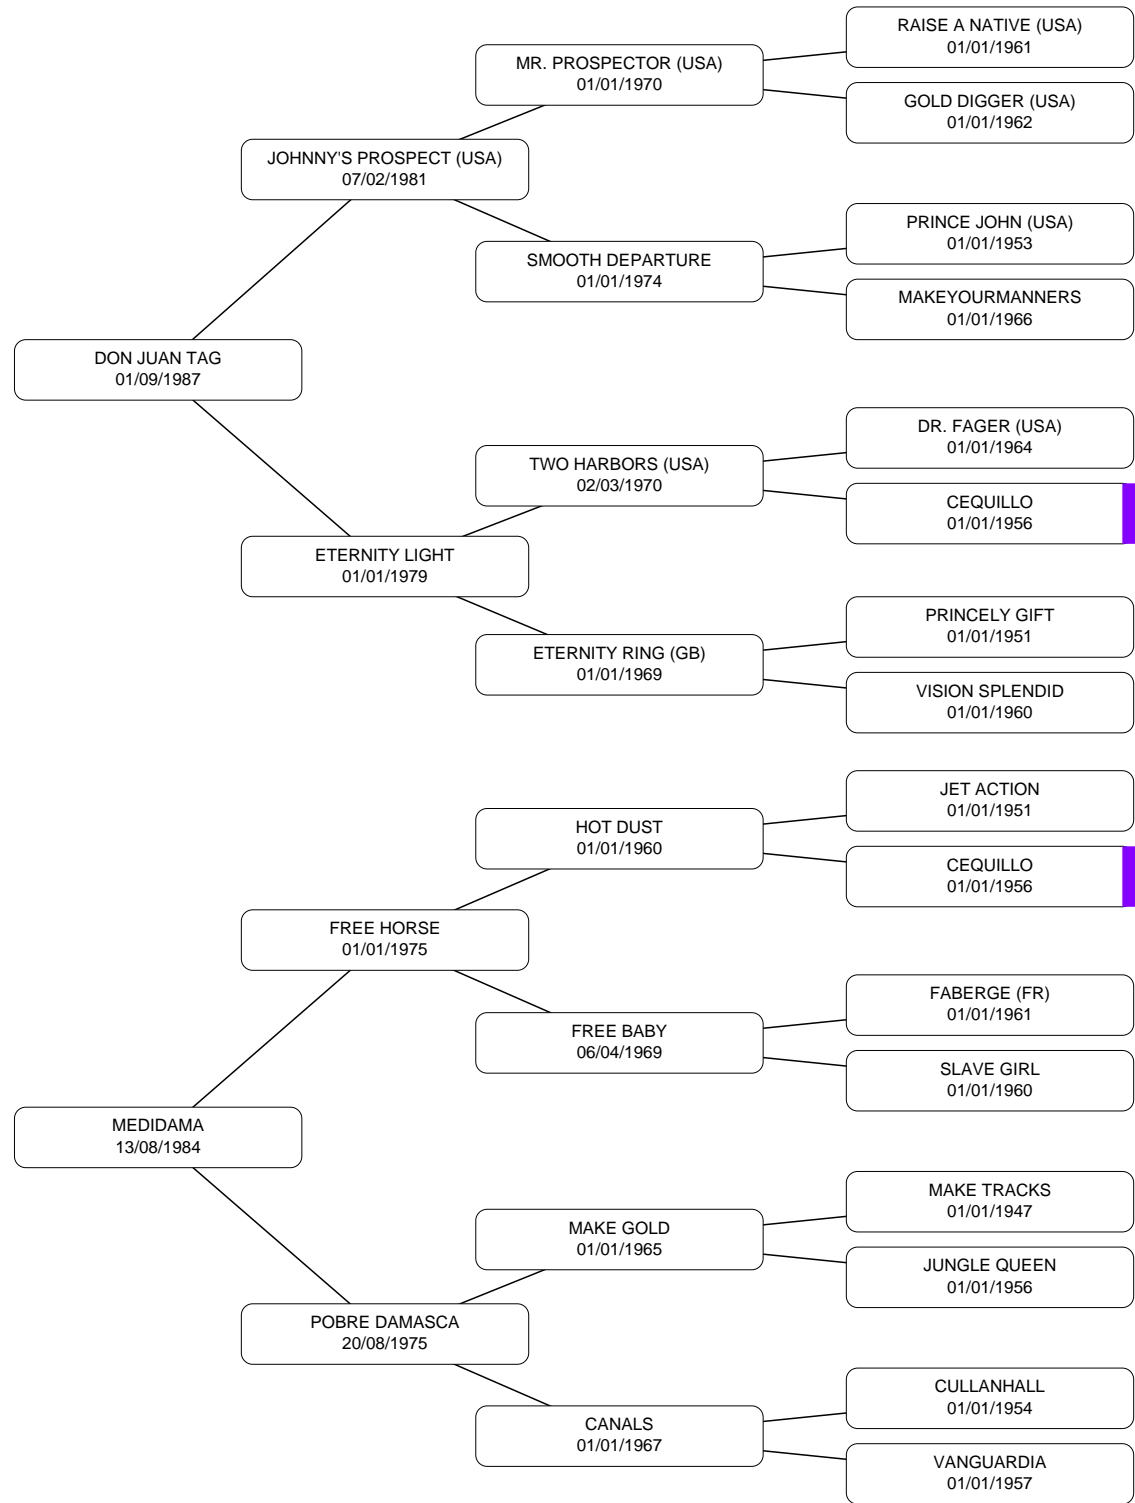 RAISE A NATIVE (USA)
01/01/1961
MR. PROSPECTOR (USA)
01/01/1970
GOLD DIGGER (USA)
01/01/1962
JOHNNY'S PROSPECT (USA)
07/02/1981
PRINCE JOHN (USA)
01/01/1953
SMOOTH DEPARTURE
01/01/1974
MAKEYOURMANNERS
01/01/1966
DON JUAN TAG
01/09/1987
DR. FAGER (USA)
01/01/1964
TWO HARBORS (USA)
02/03/1970
CEQUILLO
01/01/1956
ETERNITY LIGHT
01/01/1979
PRINCELY GIFT
01/01/1951
ETERNITY RING (GB)
01/01/1969
VISION SPLENDID
01/01/1960
JET ACTION
01/01/1951
HOT DUST
01/01/1960
CEQUILLO
01/01/1956
FREE HORSE
01/01/1975
FABERGE (FR)
01/01/1961
FREE BABY
06/04/1969
SLAVE GIRL
01/01/1960
MEDIDAMA
13/08/1984
MAKE TRACKS
01/01/1947
MAKE GOLD
01/01/1965
JUNGLE QUEEN
01/01/1956
POBRE DAMASCA
20/08/1975
CULLANHALL
01/01/1954
CANALS
01/01/1967
VANGUARDIA
01/01/1957